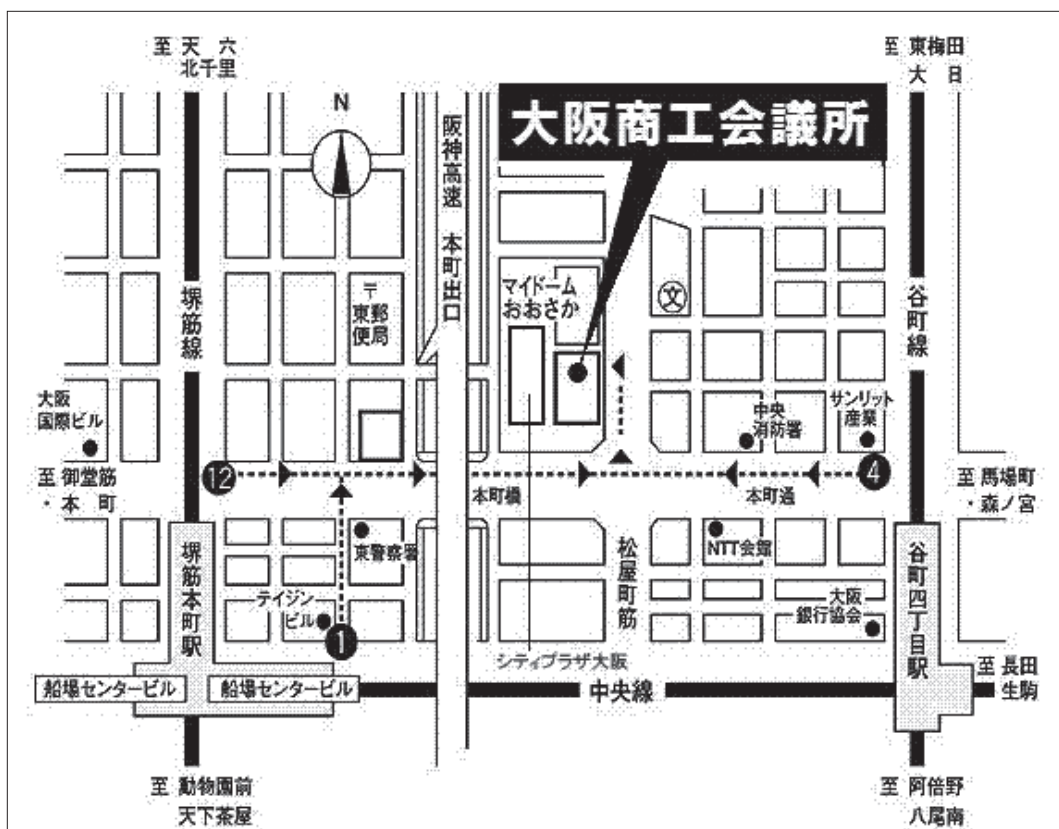 至 天 六
北千里
至 東梅田
大 日
N
大阪商工会議所
阪神高速 本町出口
堺筋線
谷町線
〒
東郵
便局
マイドーム
おおさか
文
大阪
国際ビル
中央
消防署
サンリット
産業
至 御堂筋
・本 町
12
本町橋
本町通
4
至 馬場町
・森ノ宮
堺筋本町駅
東警察署
松屋町筋
NTT会館
谷町四丁目駅
テイジン
ビル
大阪
銀行協会
1
シティプラザ大阪
船場センタービル
船場センタービル
中央線
至 長田
生駒
至 動物園前
天下茶屋
至 阿倍野
八尾南